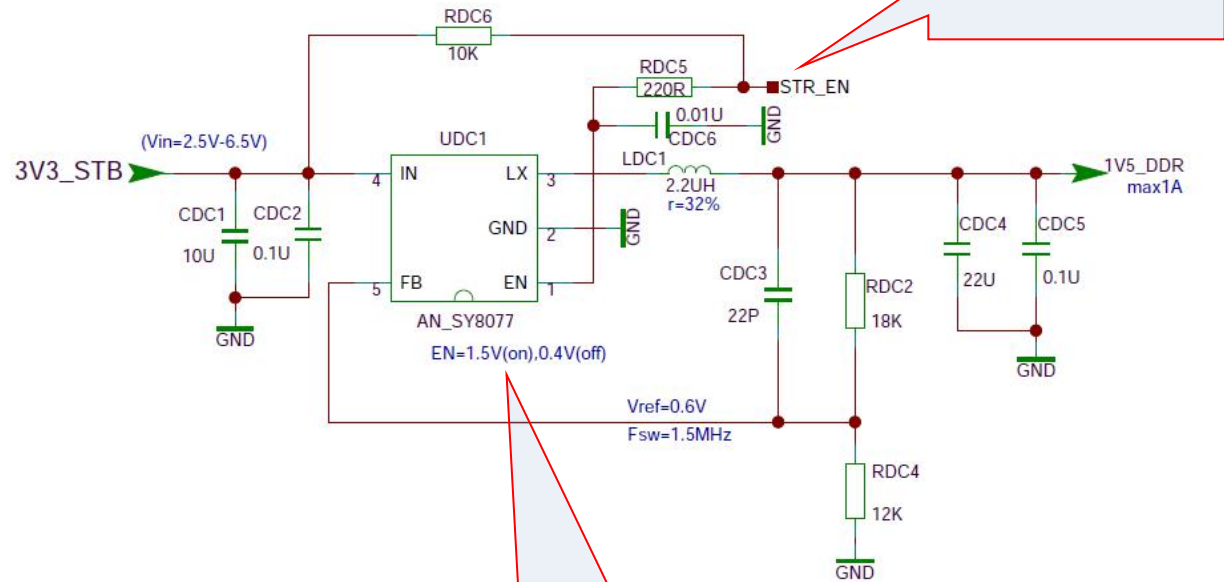 RDC6
10K
RDC5
220R
STR_EN
0.01U
CDC6
GND
(Vin=2.5V-6.5V)
UDC1
LDC1
3V3_STB
4
IN
LX
3
2.2UH
r=32%
1V5_DDR
max1A
CDC1
CDC2
10U
0.1U
GND
2
GND
CDC4
CDC5
22U
0.1U
5
FB
EN
1
CDC3
22P
RDC2
18K
GND
AN_SY8077
GND
EN=1.5V(on),0.4V(off)
Vref=0.6V
Fsw=1.5MHz
RDC4
12K
GND